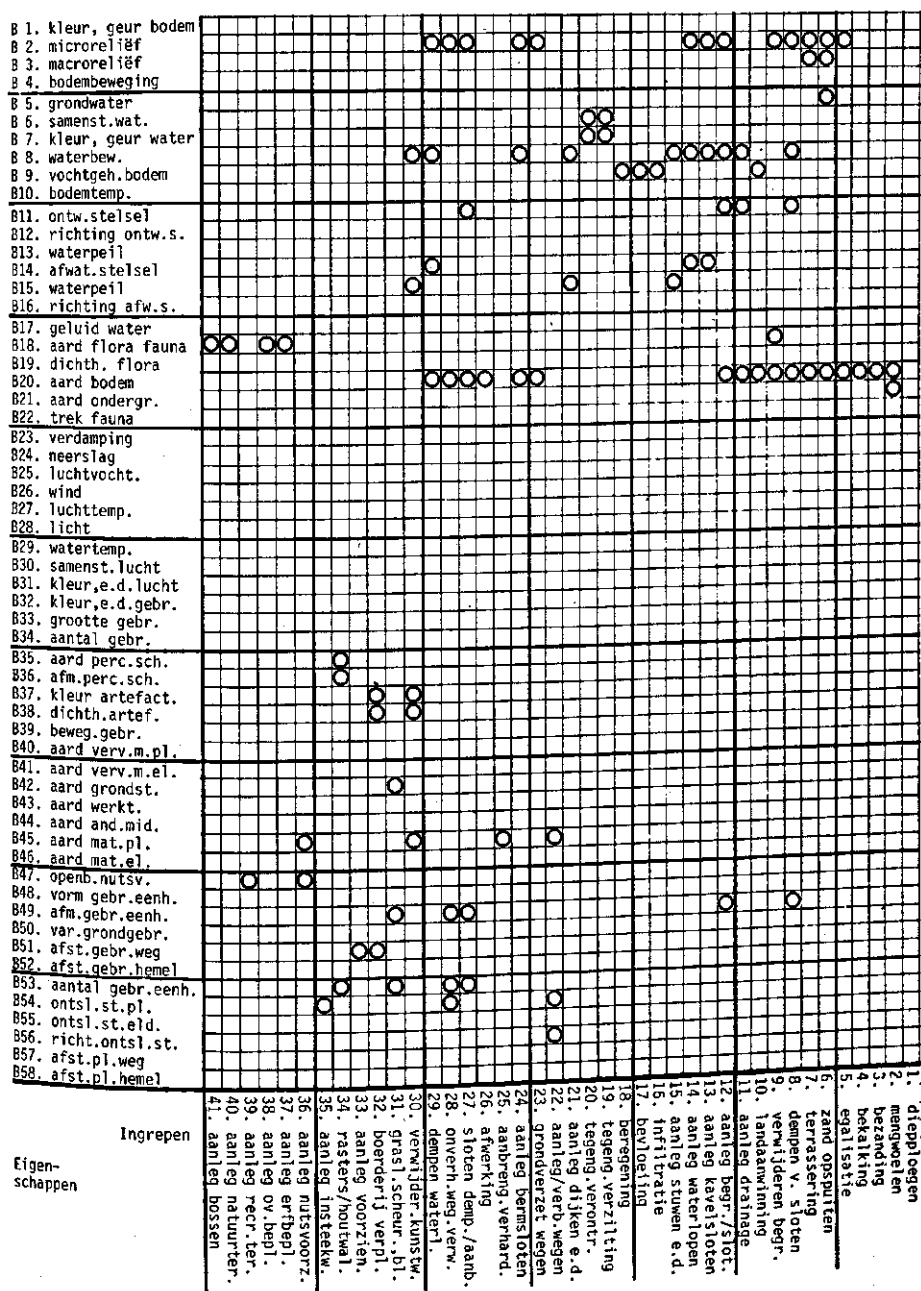 B 1. kleur, geur bodem
B 2. microreliëf
B 3. macroreliëf
B 4. bodembeweging
B 5. grondwater
B 6. samenst.wat.
B 7. kleur, geur water
B 8. waterbew.
B 9. vochtgeh.bodem
B10. bodemtemp.
B11. ontw.stelsel
B12. richting ontw.s.
B13. waterpeil
B14. afwat.stelsel
B15. waterpeil
B16. richting afw.s.
B17. geluid water
B18. aard flora fauna
B19. dichth. flora
B20. aard bodem
B21. aard ondergr.
B22. trek fauna
B23. verdamping
B24. neerslag
B25. luchtvocht.
B26. wind
B27. luchttemp.
B28. licht
B29. watertemp.
B30. samenst.lucht
B31. kleur,e.d.lucht
B32. kleur,e.d.gebr.
B33. grootte gebr.
B34. aantal gebr.
B35. aard perc.sch.
B36. afm.perc.sch.
B37. kleur artefact.
B38. dichth.artef.
B39. beweg.gebr.
B40. aard verv.m.pl.
B41. aard verv.m.el.
B42. aard grondst.
B43. aard werkt.
B44. aard and.mid.
B45. aard mat.pl.
B46. aard mat.el.
B47. openb.nutsv.
B48. vorm gebr.eenh.
B49. afm.gebr.eenh.
B50. var.grondgebr.
B51. afst.gebr.weg
B52. afst.gebr.hemel
B53. aantal gebr.eenh.
B54. ontsl.st.pl.
B55. ontsl.st.eld.
B56. richt.ontsl.st.
B57. afst.pl.weg
B58. afst.pl.hemel
Ingrepen
Eigen-
schappen
41. aanleg bossen
40. aanleg natuurter.
39. aanleg recr.ter.
38. aanleg ov.bepl.
37. aanleg erfbepl.
36. aanleg nutsvoorz.
35. aanleg insteekw.
34. rasters/houtwal.
33. aanleg voorzien.
32. boerderij verpl.
31. grasl.scheur.,bl.
30. verwijder.kunstw.
29. dempen waterl.
28. onverh.weg.verw.
27. sloten demp./aanb.
26. afwerking
25. aanbreng.verhard.
24. aanleg bermsloten
23. grondverzet wegen
22. aanleg/verb.wegen
21. aanleg dijken e.d.
20. tegeng.verontr.
19. tegeng.verzilting
18. beregening
17. bevloeiing
16. infiltratie
15. aanleg stuwen e.d.
14. aanleg waterlopen
13. aanleg kavelsloten
12. aanleg begr./slot.
11. aanleg drainage
10. landaanwinning
9. verwijderen begr.
8. dempen v. sloten
7. terrassering
6. zand opspuiten
5. egalisatie
4. bekalking
3. bezanding
2. mengwoelen
1. diepploegen